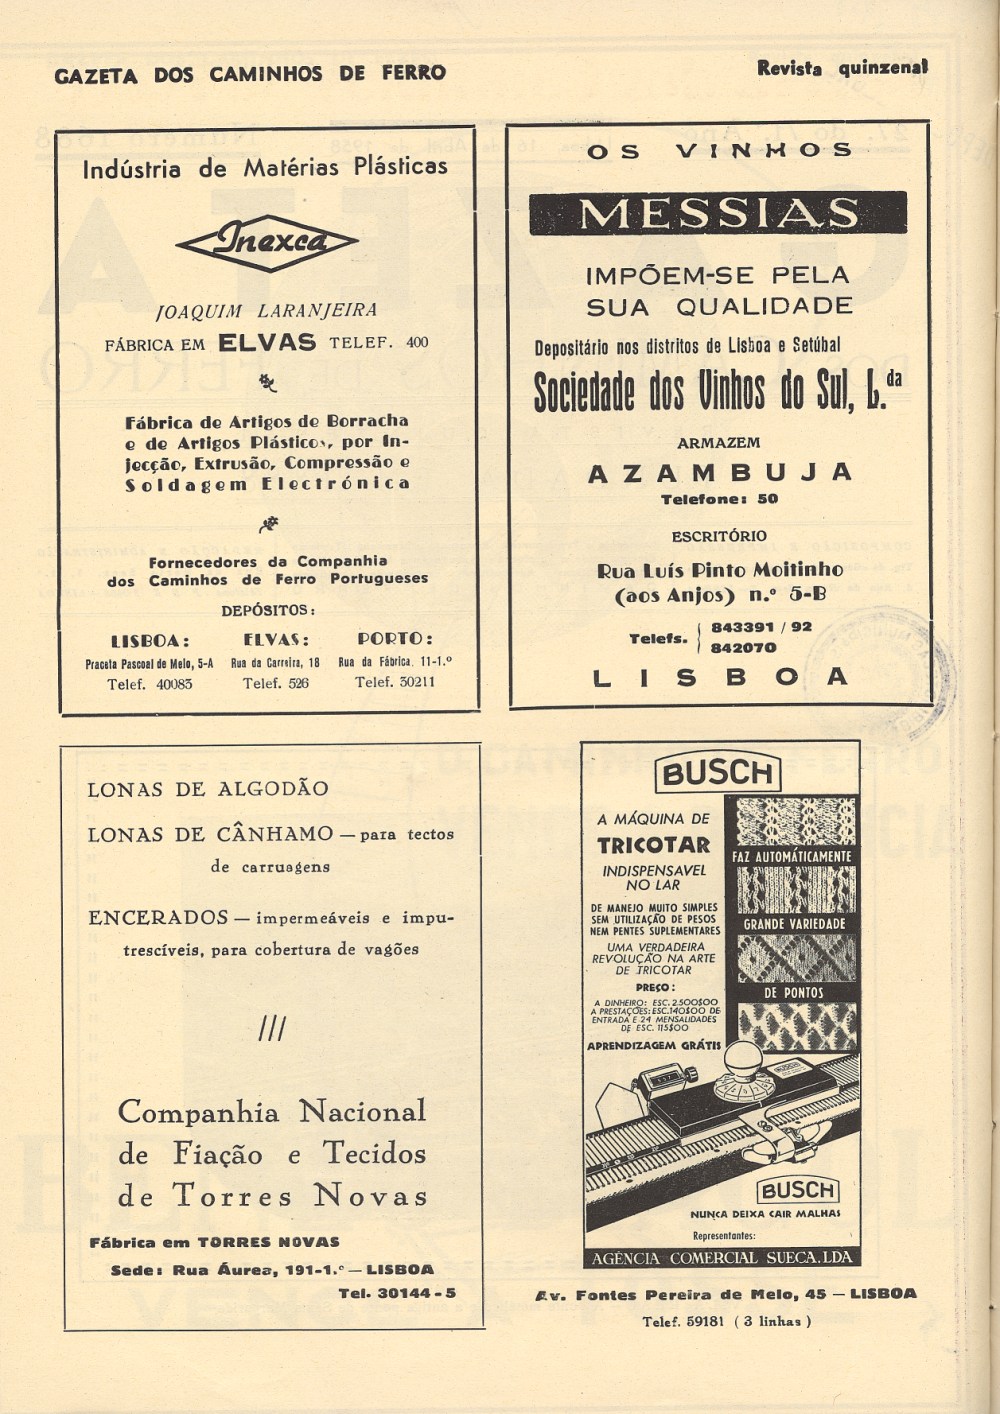 GAZETA DOS CAMINHOS DE FERRO
Revista quinzenal
Indústria de Matérias Plásticas
Inexca
JOAQUIM LARANJEIRA
FÁBRICA EM ELVAS TELEF. 400
Fábrica de Artigos de Borracha
e de Artigos Plásticos, por In-
jecção, Extrusão, Compressão e
Soldagem Electrónica
Fornecedores da Companhia
dos Caminhos de Ferro Portugueses
DEPÓSITOS:
LISBOA: ELVAS: PORTO:
Praceta Pascoal de Melo, 5-A Rua da Carreira, 18 Rua da Fábrica, 11-1.º
Telef. 40083 Telef. 526 Telef. 30211
OS VINHOS
MESSIAS
IMPÕEM-SE PELA
SUA QUALIDADE
Depositário nos distritos de Lisboa e Setúbal
Sociedade dos Vinhos do Sul, L.da
ARMAZEM
AZAMBUJA
Telefone: 50
ESCRITÓRIO
Rua Luís Pinto Moitinho
(aos Anjos) n.º 5-B
Telefs. { 843391 / 92
842070
LISBOA
LONAS DE ALGODÃO
LONAS DE CÂNHAMO — para tectos
de carruagens
ENCERADOS — impermeáveis e impu-
trescíveis, para cobertura de vagões
///
Companhia Nacional
de Fiação e Tecidos
de Torres Novas
Fábrica em TORRES NOVAS
Sede: Rua Áurea, 191-1.º — LISBOA
Tel. 30144-5
BUSCH
A MÁQUINA DE
TRICOTAR
INDISPENSAVEL
NO LAR
DE MANEJO MUITO SIMPLES
SEM UTILIZAÇÃO DE PESOS
NEM PENTES SUPLEMENTARES
UMA VERDADEIRA
REVOLUÇÃO NA ARTE
DE TRICOTAR
PREÇO:
A DINHEIRO: ESC. 2.500$00
A PRESTAÇÕES: ESC. 140$00 DE
ENTRADA E 24 MENSALIDADES
DE ESC. 115$00
APRENDIZAGEM GRÁTIS
FAZ AUTOMÁTICAMENTE
GRANDE VARIEDADE
DE PONTOS
BUSCH
BUSCH
NUNCA DEIXA CAIR MALHAS
Representantes:
AGÊNCIA COMERCIAL SUECA, LDA
Av. Fontes Pereira de Melo, 45 — LISBOA
Telef. 59181 (3 linhas)